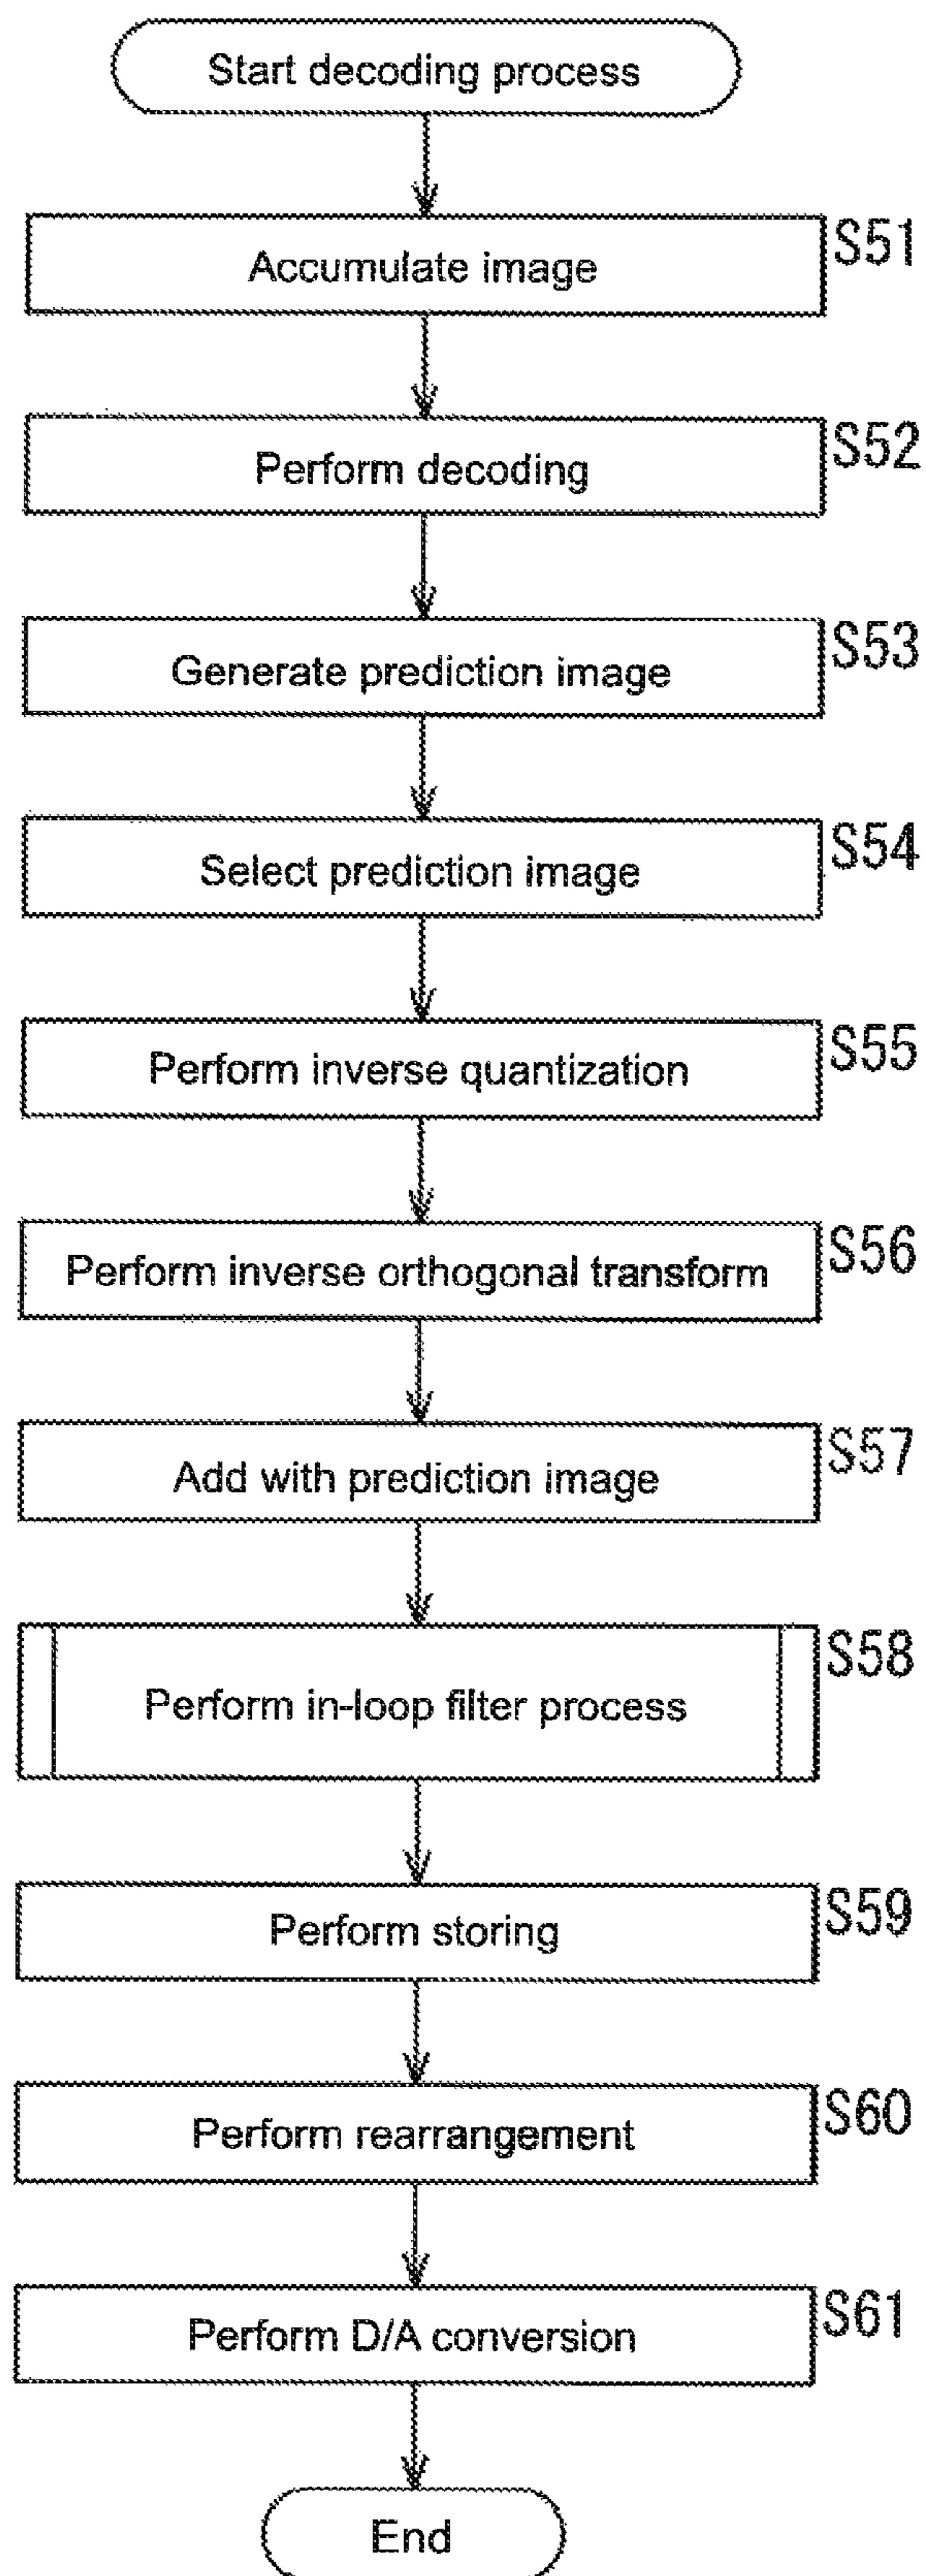 Start decoding process
Accumulate image
S51
Perform decoding
S52
Generate prediction image
S53
Select prediction image
S54
Perform inverse quantization
S55
Perform inverse orthogonal transform
S56
Add with prediction image
S57
Perform in-loop filter process
S58
Perform storing
S59
Perform rearrangement
S60
Perform D/A conversion
S61
End